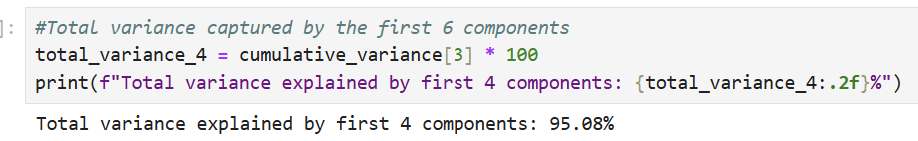 ]: #Total variance captured by the first 6 components
total_variance_4 = cumulative_variance[3] * 100
print(f"Total variance explained by first 4 components: {total_variance_4:.2f}%")
Total variance explained by first 4 components: 95.08%